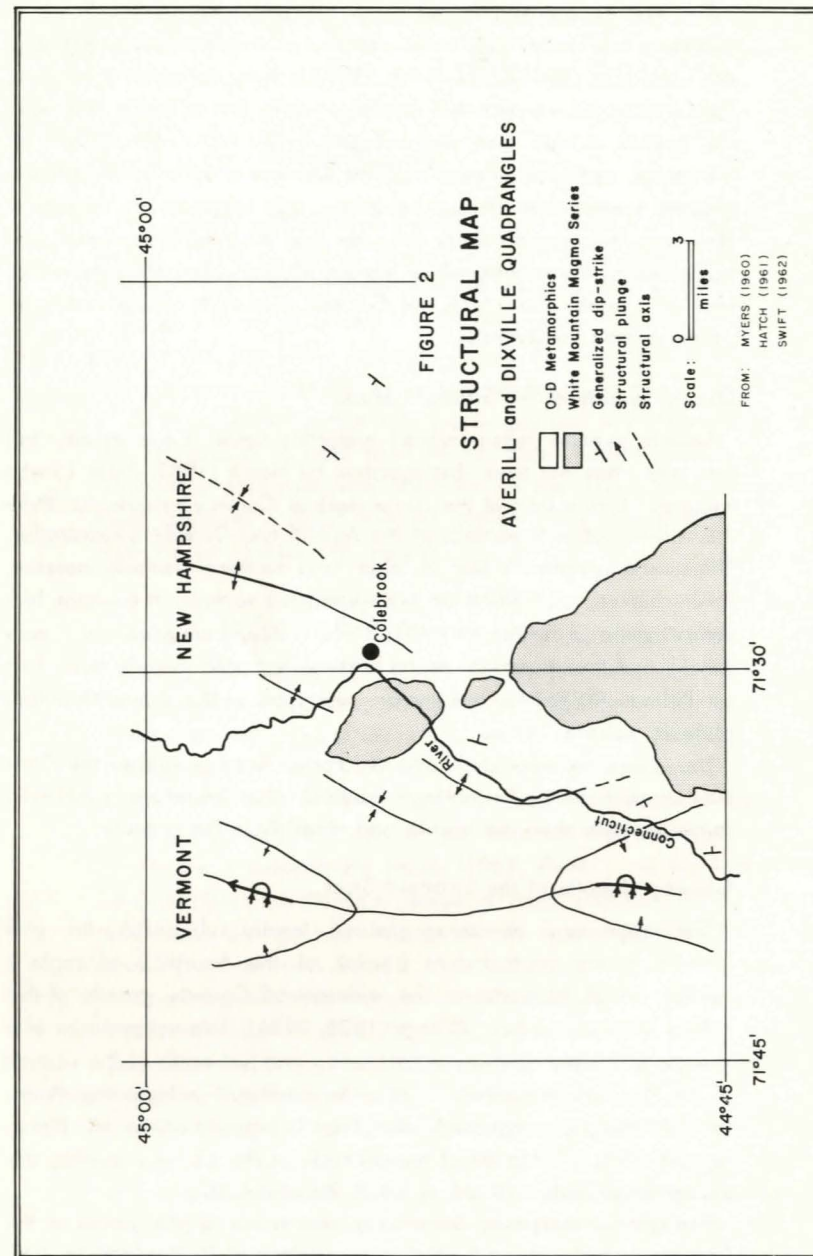 45°00'
45°00'
VERMONT
NEW HAMPSHIRE
Colebrook
River
Connecticut
44°45'
71°45'
71°30'
FIGURE 2
STRUCTURAL MAP
AVERILL and DIXVILLE QUADRANGLES
O-D Metamorphics
White Mountain Magma Series
Generalized dip-strike
Structural plunge
Structural axis
Scale: 0 3
miles
FROM: MYERS (1960)
HATCH (1961)
SWIFT (1962)